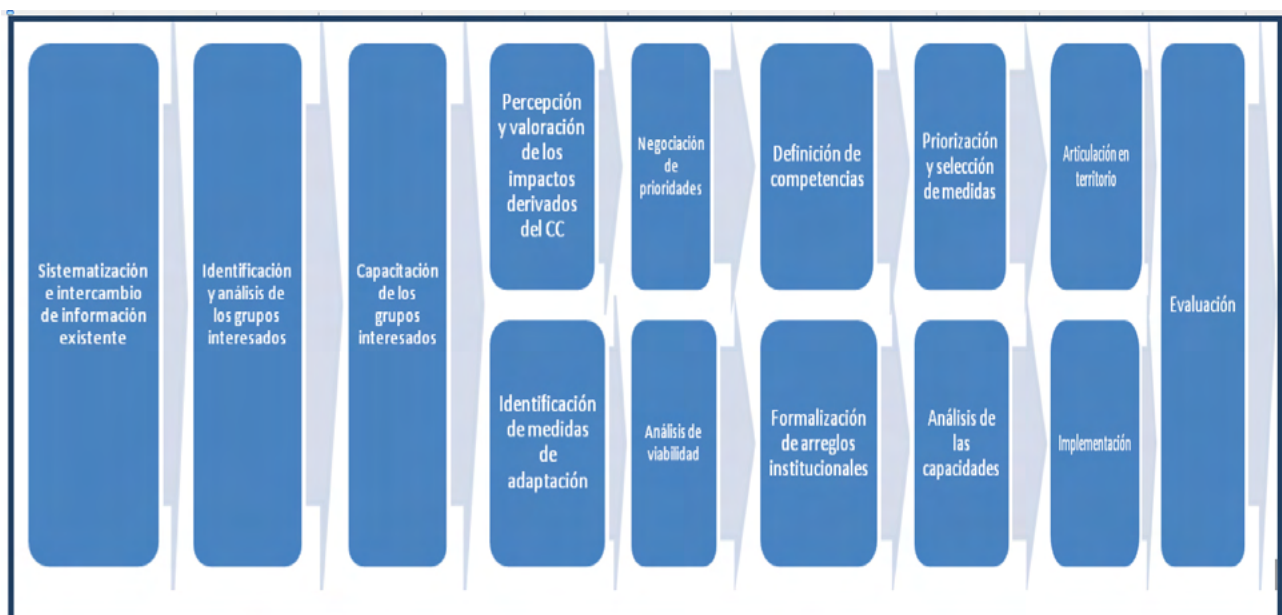 Sistematización
e intercambio
de información
existente
Identificación
y análisis de
los grupos
interesados
Capacitación
de los
grupos
interesados
Percepción
y valoración
de los
impactos
derivados
del CC
Identificación
de medidas
de
adaptación
Negociación
de
prioridades
Análisis de
viabilidad
Definición de
competencias
Formalización
de arreglos
institucionales
Priorización
y selección
de medidas
Análisis de
las
capacidades
Articulación en
territorio
Implementación
Evaluación